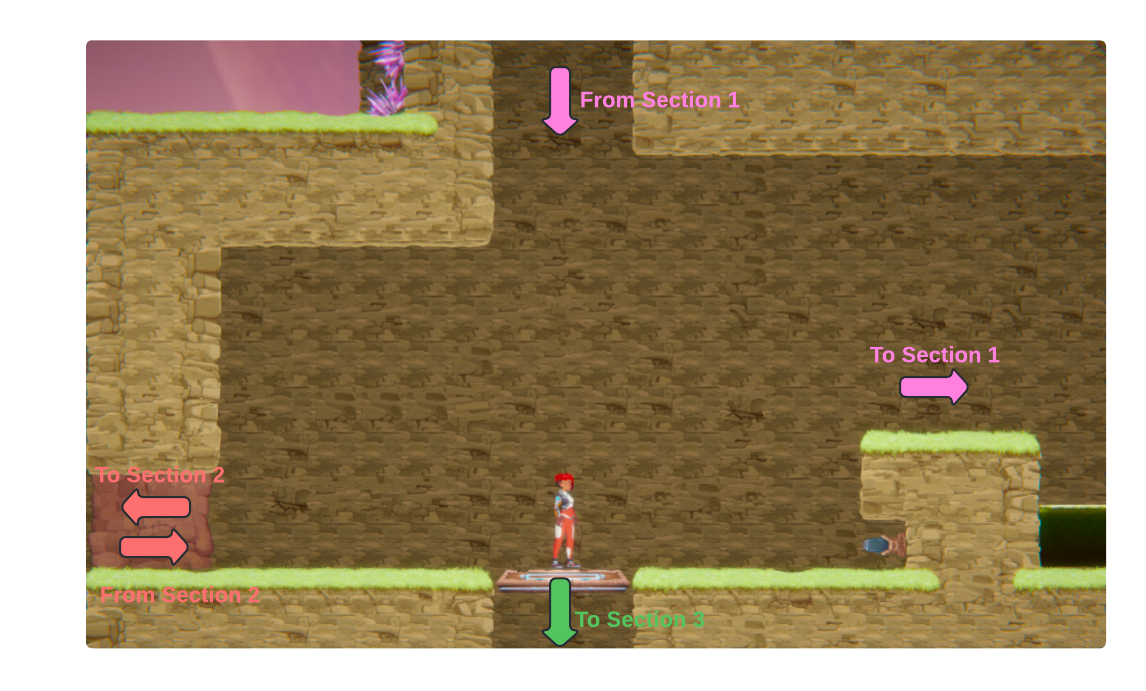 From Section 1
To Section 1
To Section 2
From Section 2
To Section 3